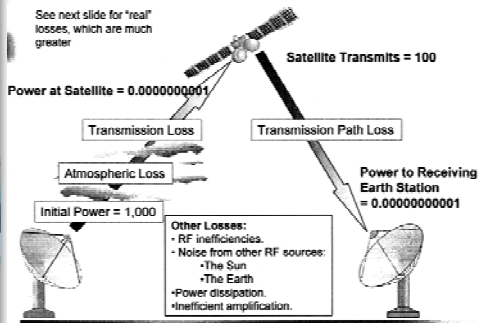 See next slide for "real"
losses, which are much
greater
Satellite Transmits = 100
Power at Satellite = 0.0000000001
Transmission Loss
Transmission Path Loss
Atmospheric Loss
Power to Receiving
Earth Station
= 0.00000000001
Initial Power = 1,000
Other Losses:
• RF inefficiencies.
• Noise from other RF sources:
•The Sun
•The Earth
•Power dissipation.
•Inefficient amplification.